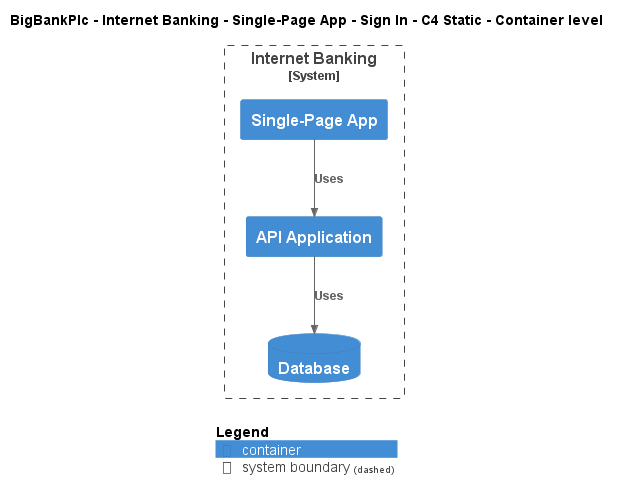 BigBankPlc - Internet Banking - Single-Page App - Sign In - C4 Static - Container level
Internet Banking
[System]
Single-Page App
Uses
API Application
Uses
Database
Legend
container
system boundary (dashed)